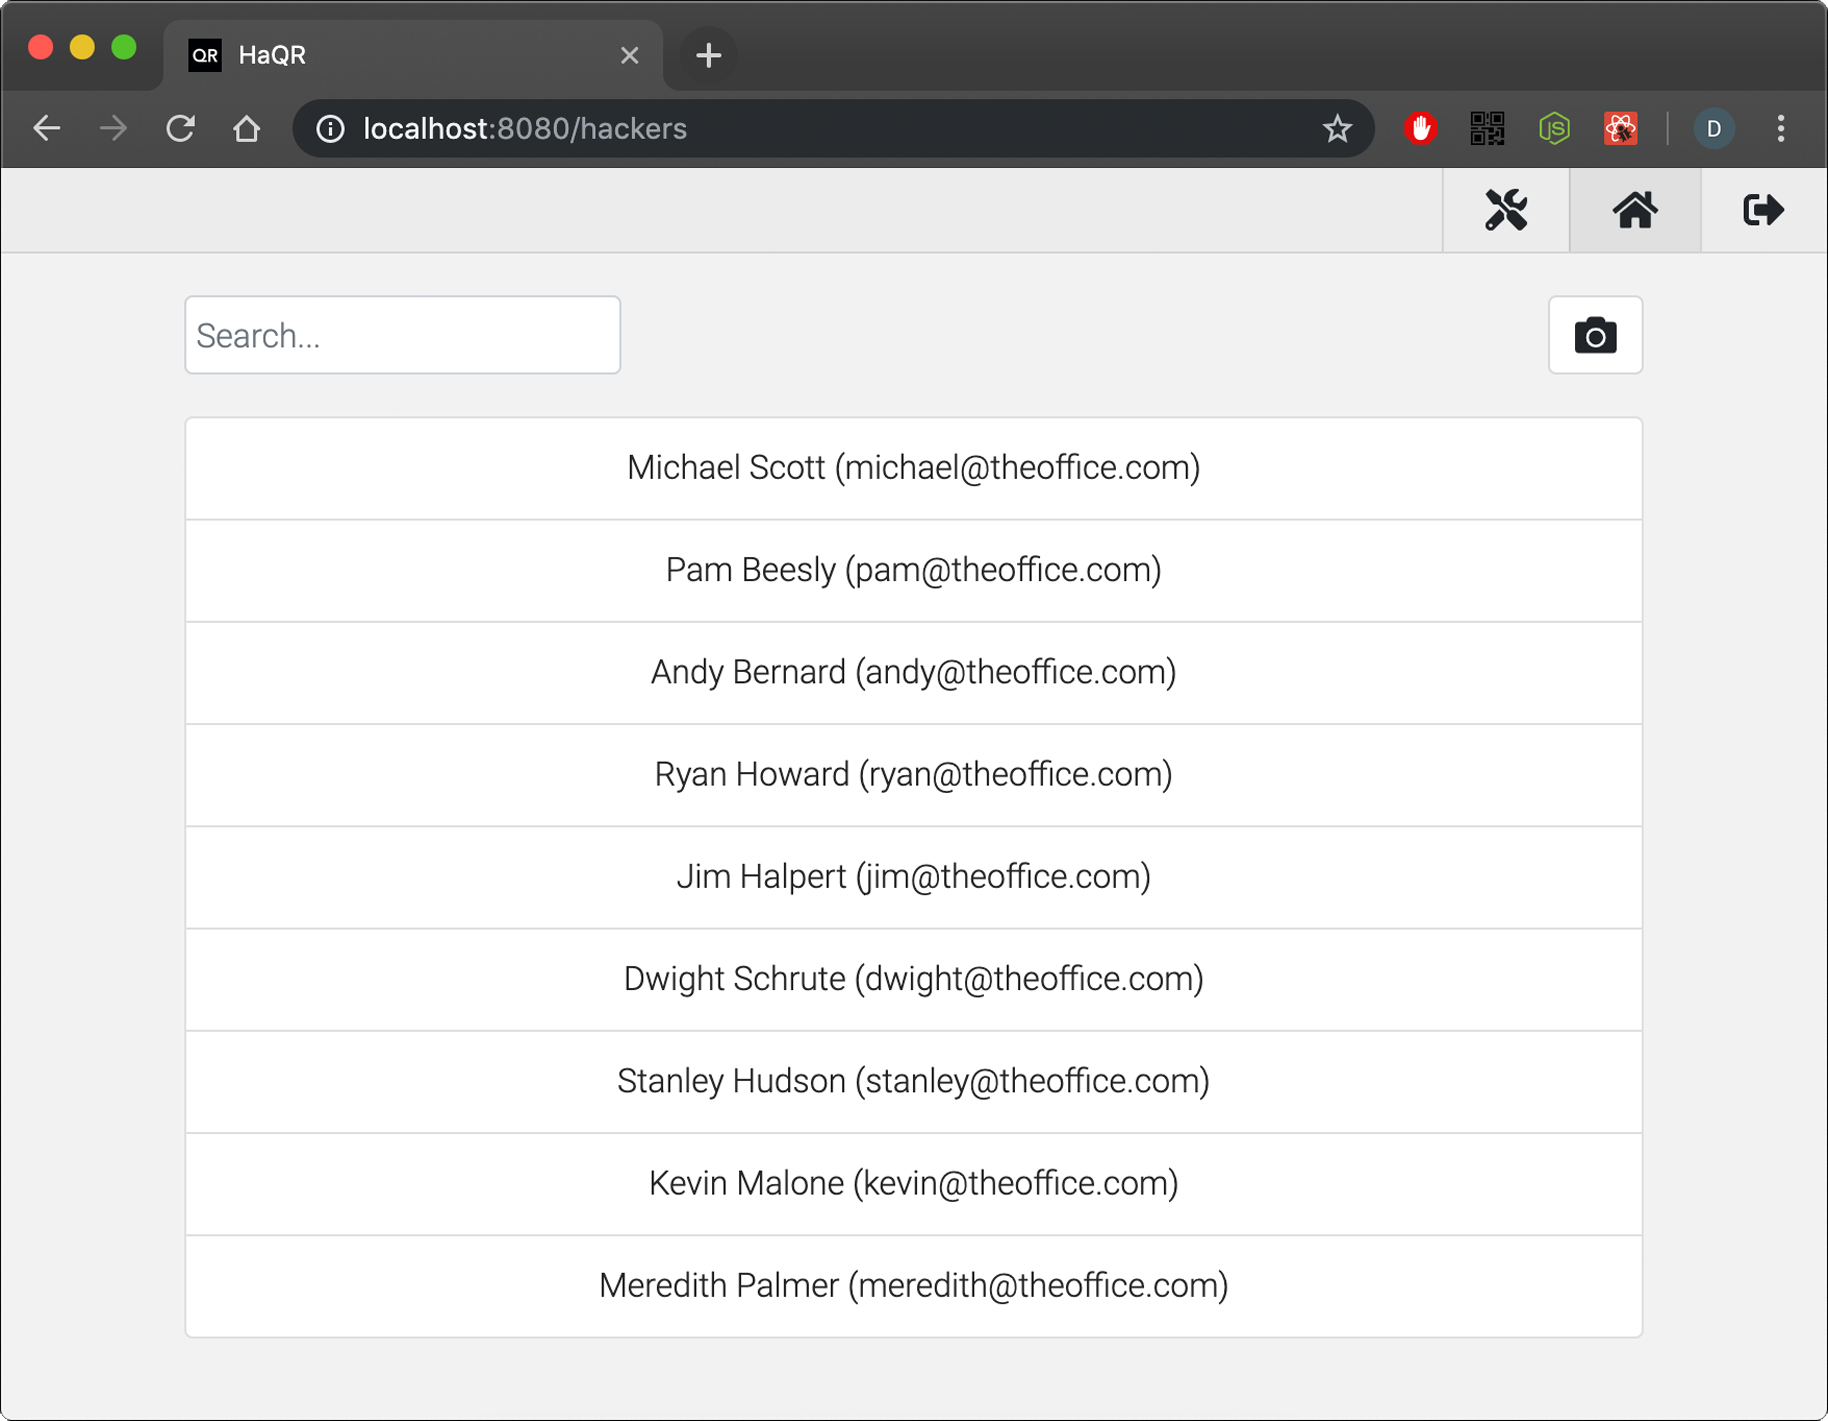 QR HaQR
localhost:8080/hackers
JS
D
Search...
Michael Scott (michael@theoffice.com)
Pam Beesly (pam@theoffice.com)
Andy Bernard (andy@theoffice.com)
Ryan Howard (ryan@theoffice.com)
Jim Halpert (jim@theoffice.com)
Dwight Schrute (dwight@theoffice.com)
Stanley Hudson (stanley@theoffice.com)
Kevin Malone (kevin@theoffice.com)
Meredith Palmer (meredith@theoffice.com)